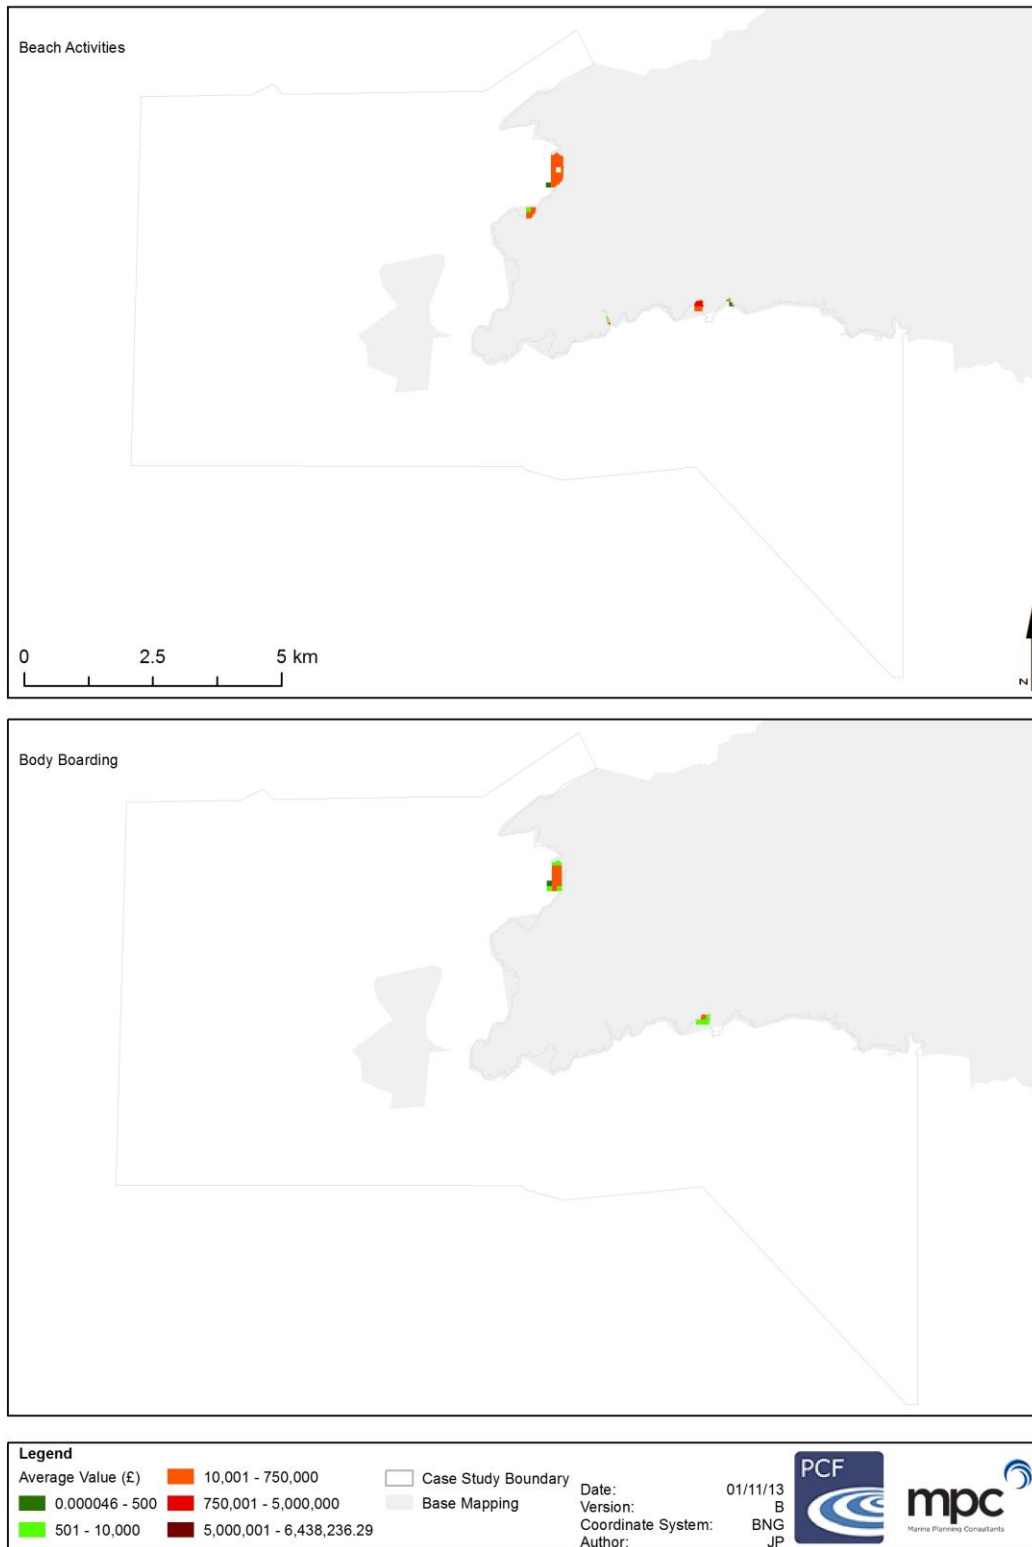 Beach Activities
0 2.5 5 km
N
Body Boarding
Legend
Average Value (£)
0.000046 - 500
501 - 10,000
10,001 - 750,000
750,001 - 5,000,000
5,000,001 - 6,438,236.29
Case Study Boundary
Base Mapping
Date: 01/11/13
Version: B
Coordinate System: BNG
Author: JP
PCF
mpc
Marine Planning Consultants